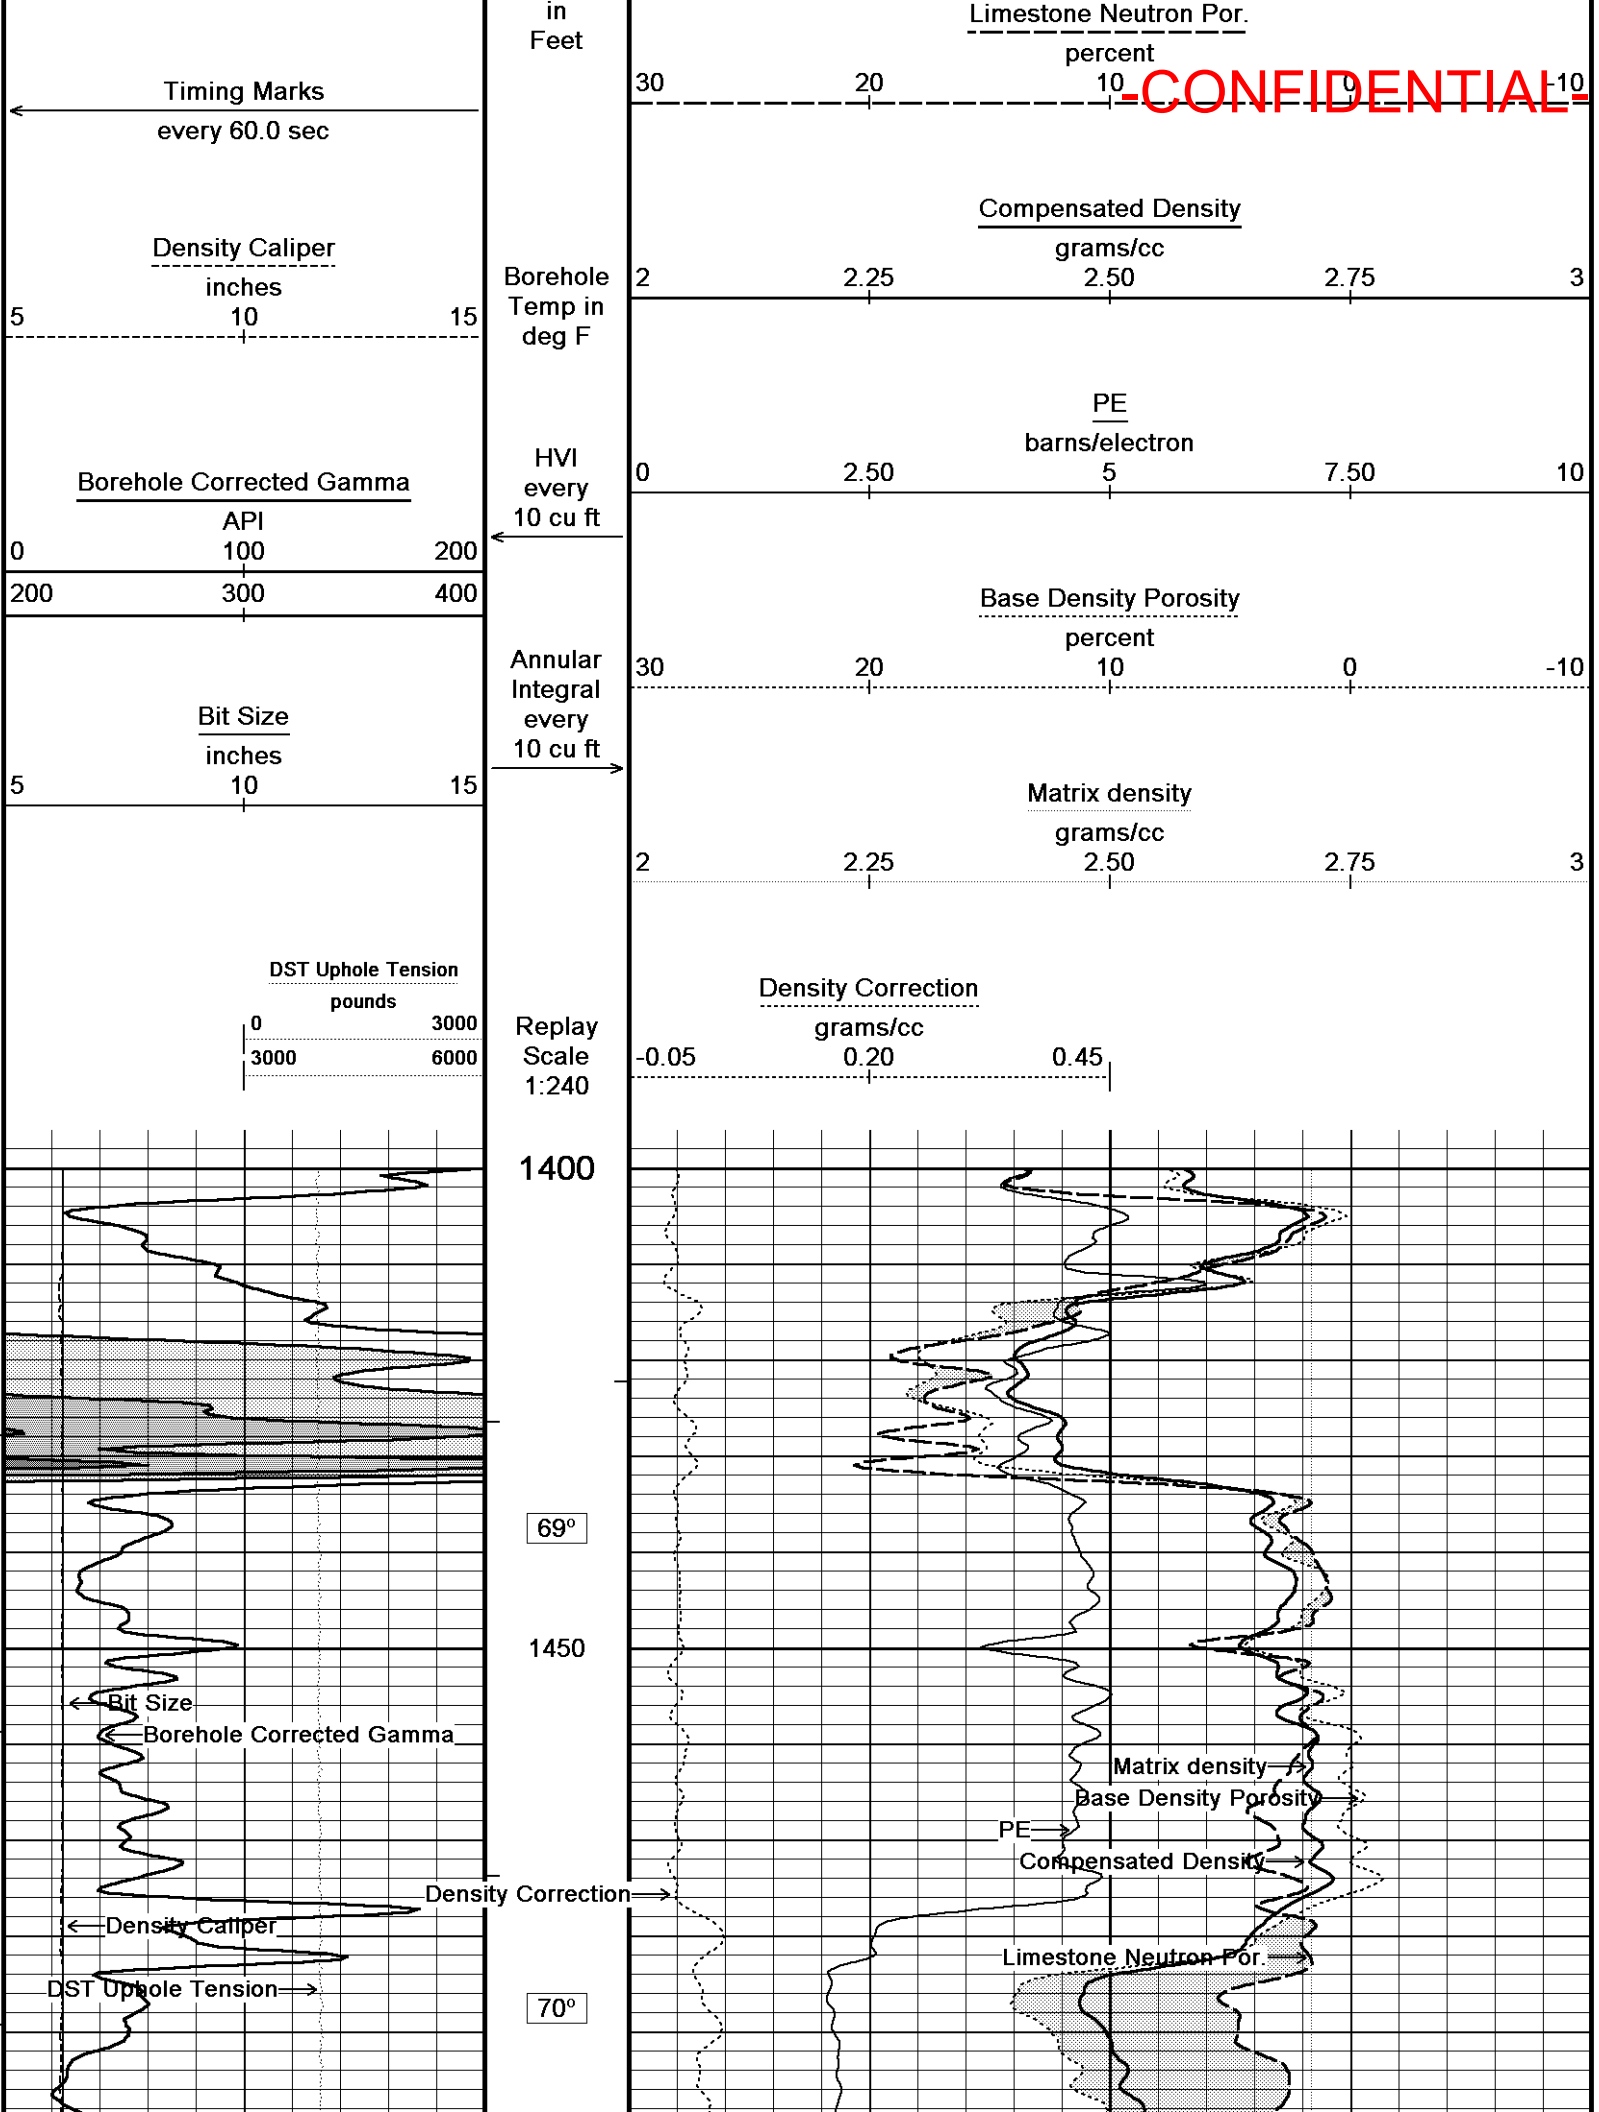 in
Feet
Timing Marks
every 60.0 sec
Density Caliper
inches
5 10 15
Borehole Corrected Gamma
API
0 100 200
200 300 400
Bit Size
inches
5 10 15
DST Uphole Tension
pounds
0 3000
3000 6000
Borehole
Temp in
deg F
HVI
every
10 cu ft
Annular
Integral
every
10 cu ft
Replay
Scale
1:240
Limestone Neutron Por.
percent
30 20 10 0 -10
-CONFIDENTIAL-
Compensated Density
grams/cc
2 2.25 2.50 2.75 3
PE
barns/electron
0 2.50 5 7.50 10
Base Density Porosity
percent
30 20 10 0 -10
Matrix density
grams/cc
2 2.25 2.50 2.75 3
Density Correction
grams/cc
-0.05 0.20 0.45
1400
69º
1450
Bit Size
Borehole Corrected Gamma
Matrix density
Base Density Porosity
PE
Compensated Density
Density Correction
Density Caliper
Limestone Neutron Por.
DST Uphole Tension
70º